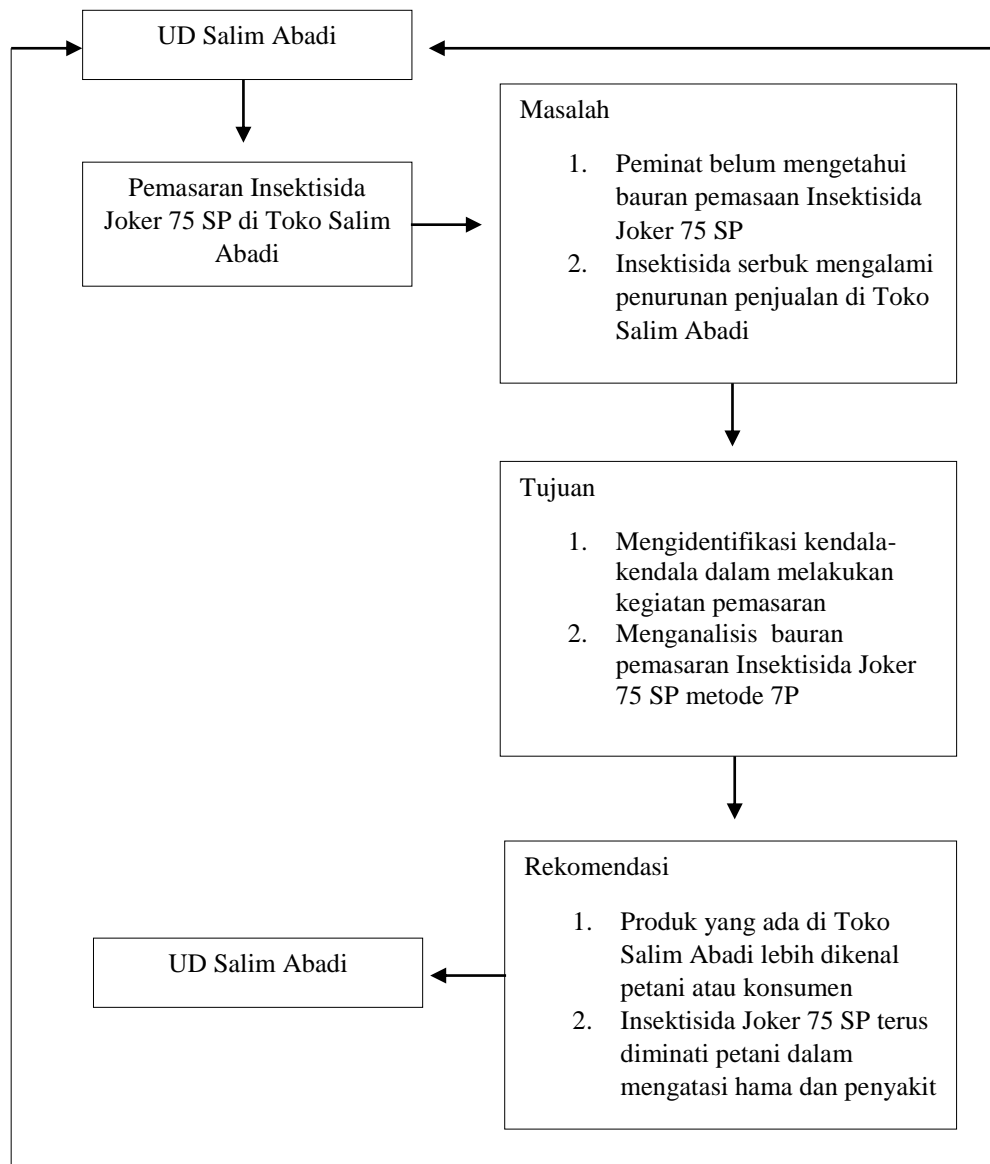 UD Salim Abadi
Pemasaran Insektisida
Joker 75 SP di Toko Salim
Abadi
Masalah
1. Peminat belum mengetahui
bauran pemasaan Insektisida
Joker 75 SP
2. Insektisida serbuk mengalami
penurunan penjualan di Toko
Salim Abadi
Tujuan
1. Mengidentifikasi kendala-
kendala dalam melakukan
kegiatan pemasaran
2. Menganalisis bauran
pemasaran Insektisida Joker
75 SP metode 7P
Rekomendasi
1. Produk yang ada di Toko
Salim Abadi lebih dikenal
petani atau konsumen
2. Insektisida Joker 75 SP terus
diminati petani dalam
mengatasi hama dan penyakit
UD Salim Abadi